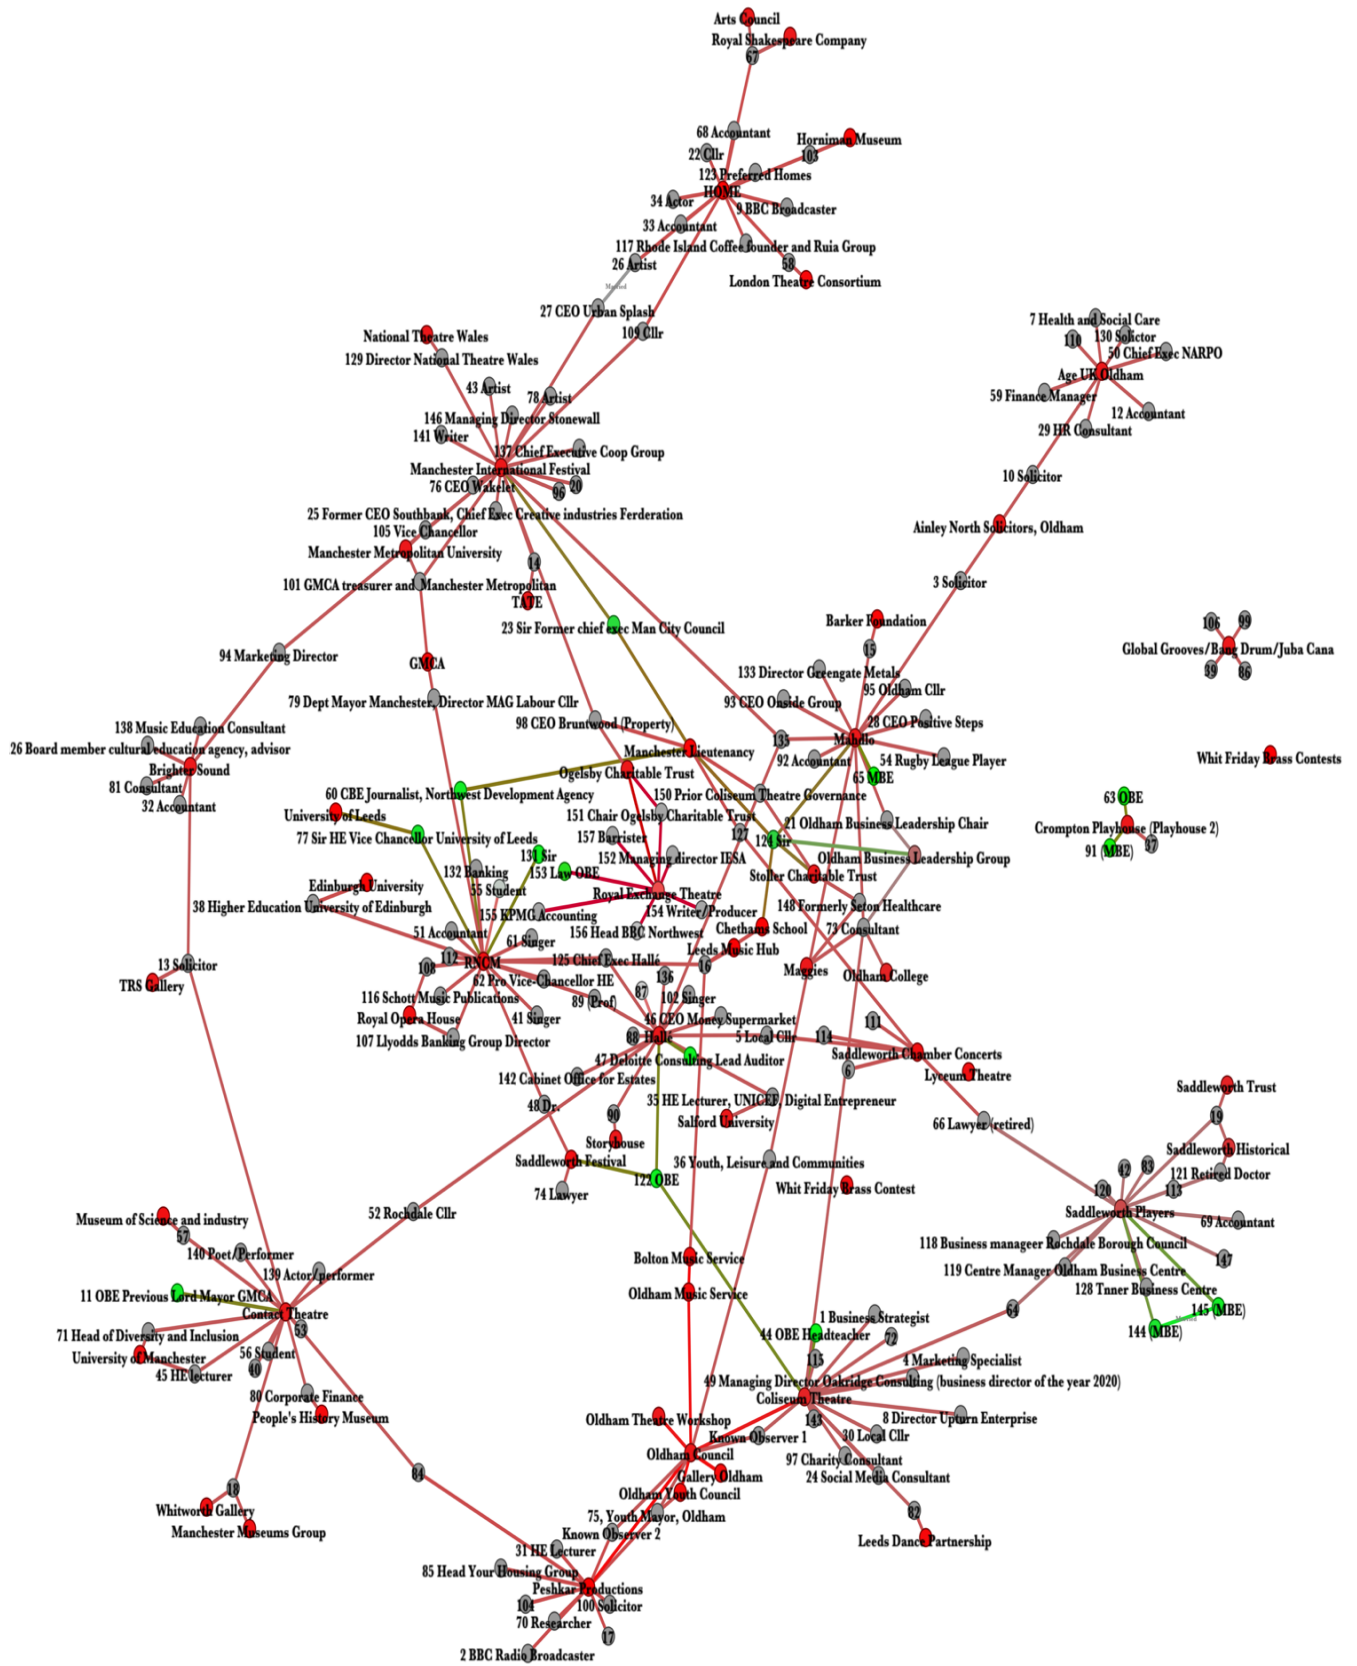 Arts Council
Royal Shakespeare Company
67
68 Accountant
Horniman Museum
22 Cllr
103
123 Preferred Homes
HOME
34 Actor
9 BBC Broadcaster
33 Accountant
117 Rhode Island Coffee founder and Ruia Group
26 Artist
58
London Theatre Consortium
Married
27 CEO Urban Splash
109 Cllr
7 Health and Social Care
National Theatre Wales
110
130 Solictor
50 Chief Exec NARPO
129 Director National Theatre Wales
Age UK Oldham
43 Artist
78 Artist
59 Finance Manager
12 Accountant
146 Managing Director Stonewall
29 HR Consultant
141 Writer
137 Chief Executive Coop Group
Manchester International Festival
10 Solicitor
76 CEO Wakelet
96
20
25 Former CEO Southbank, Chief Exec Creative industries Ferderation
Ainley North Solicitors, Oldham
105 Vice Chancellor
Manchester Metropolitan University
14
101 GMCA treasurer and Manchester Metropolitan
3 Solicitor
TATE
23 Sir Former chief exec Man City Council
Barker Foundation
106
99
94 Marketing Director
15
Global Grooves/Bang Drum/Juba Cana
GMCA
133 Director Greengate Metals
39
86
79 Dept Mayor Manchester, Director MAG Labour Cllr
95 Oldham Cllr
93 CEO Onside Group
98 CEO Bruntwood (Property)
28 CEO Positive Steps
138 Music Education Consultant
135
Mahdlo
26 Board member cultural education agency, advisor
Manchester Lieutenancy
92 Accountant
54 Rugby League Player
Whit Friday Brass Contests
Brighter Sound
Ogelsby Charitable Trust
65 MBE
81 Consultant
60 CBE Journalist, Northwest Development Agency
150 Prior Coliseum Theatre Governance
63 OBE
32 Accountant
University of Leeds
151 Chair Ogelsby Charitable Trust
21 Oldham Business Leadership Chair
Crompton Playhouse (Playhouse 2)
77 Sir HE Vice Chancellor University of Leeds
157 Barrister
127
124 Sir
91 (MBE)
37
131 Sir
152 Managing director IESA
Oldham Business Leadership Group
132 Banking
153 Law OBE
Stoller Charitable Trust
Edinburgh University
55 Student
Royal Exchange Theatre
38 Higher Education University of Edinburgh
155 KPMG Accounting
154 Writer/Producer
148 Formerly Seton Healthcare
51 Accountant
61 Singer
156 Head BBC Northwest
Chethams School
73 Consultant
112
RNCM
125 Chief Exec Hallé
Leeds Music Hub
13 Solicitor
108
16
Maggies
Oldham College
TRS Gallery
62 Pro Vice-Chancellor HE
136
116 Schott Music Publications
89 (Prof)
87
102 Singer
Royal Opera House
41 Singer
46 CEO Money Supermarket
111
107 Llyodds Banking Group Director
88
Hallé
5 Local Cllr
114
47 Deloitte Consulting Lead Auditor
Saddleworth Chamber Concerts
142 Cabinet Office for Estates
6
Lyceum Theatre
48 Dr.
35 HE Lecturer, UNICEF, Digital Entrepreneur
Saddleworth Trust
90
Salford University
66 Lawyer (retired)
19
Storyhouse
Saddleworth Historical
Saddleworth Festival
36 Youth, Leisure and Communities
42
83
121 Retired Doctor
122 OBE
Whit Friday Brass Contest
120
113
74 Lawyer
Saddleworth Players
52 Rochdale Cllr
69 Accountant
Museum of Science and industry
57
118 Business manageer Rochdale Borough Council
140 Poet/Performer
Bolton Music Service
147
139 Actor/performer
119 Centre Manager Oldham Business Centre
11 OBE Previous Lord Mayor GMCA
Oldham Music Service
128 Tnner Business Centre
Contact Theatre
1 Business Strategist
64
145 (MBE)
53
44 OBE Headteacher
72
Married
144 (MBE)
71 Head of Diversity and Inclusion
56 Student
115
4 Marketing Specialist
University of Manchester
40
45 HE lecturer
49 Managing Director Oakridge Consulting (business director of the year 2020)
80 Corporate Finance
Coliseum Theatre
People's History Museum
Oldham Theatre Workshop
143
8 Director Upturn Enterprise
Known Observer 1
30 Local Cllr
Oldham Council
97 Charity Consultant
84
Gallery Oldham
24 Social Media Consultant
18
Oldham Youth Council
Whitworth Gallery
75, Youth Mayor, Oldham
82
Manchester Museums Group
Known Observer 2
Leeds Dance Partnership
31 HE Lecturer
85 Head Your Housing Group
Peshkar Productions
104
100 Solicitor
70 Researcher
17
2 BBC Radio Broadcaster